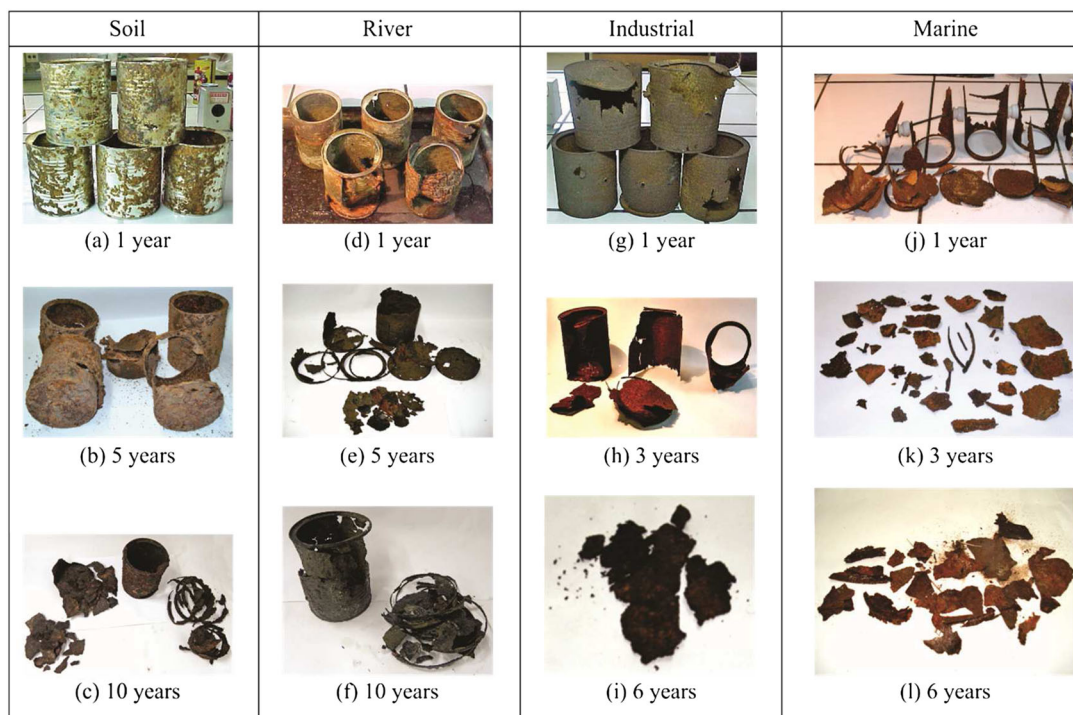 Soil River Industrial Marine
(a) 1 year (d) 1 year (g) 1 year (j) 1 year
(b) 5 years (e) 5 years (h) 3 years (k) 3 years
(c) 10 years (f) 10 years (i) 6 years (l) 6 years